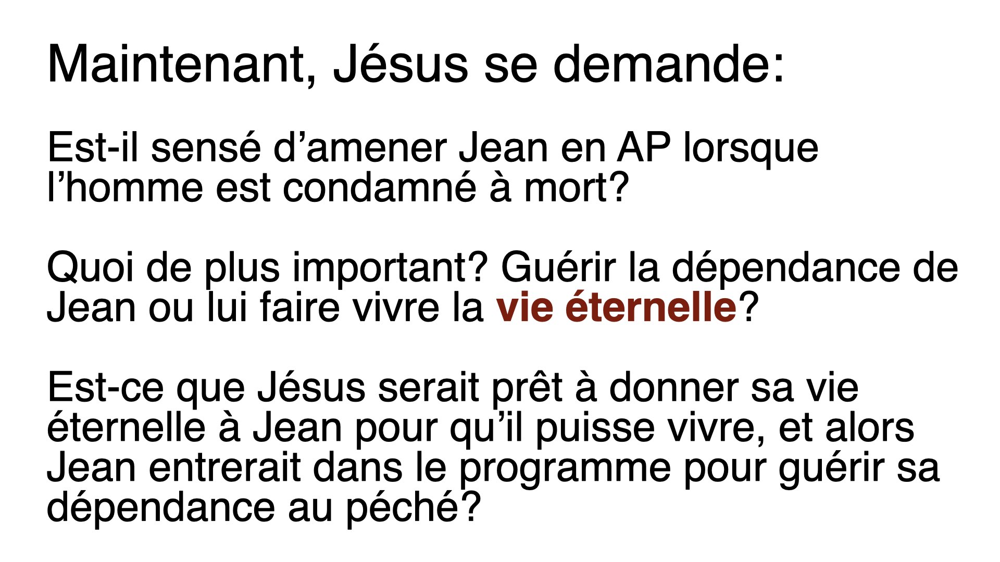 Maintenant, Jésus se demande:
Est-il sensé d’amener Jean en AP lorsque
l’homme est condamné à mort?
Quoi de plus important? Guérir la dépendance de
Jean ou lui faire vivre la vie éternelle?
Est-ce que Jésus serait prêt à donner sa vie
éternelle à Jean pour qu’il puisse vivre, et alors
Jean entrerait dans le programme pour guérir sa
dépendance au péché?